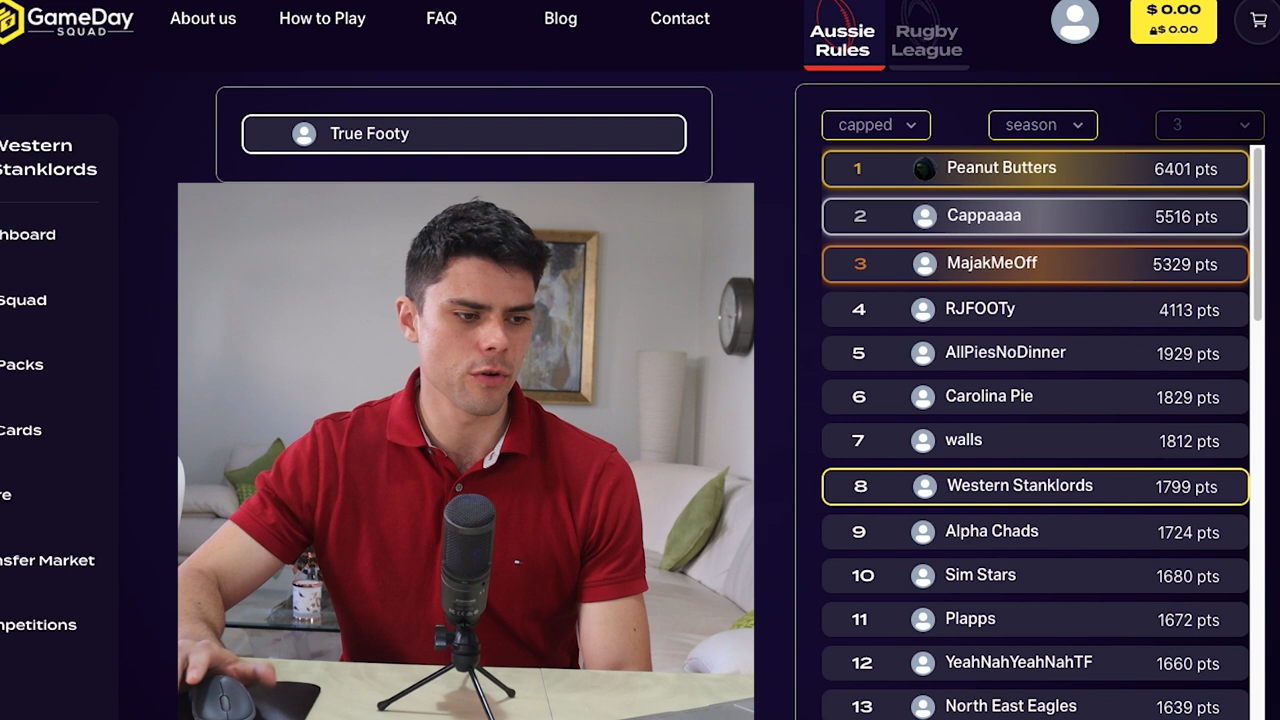 GameDay
SQUAD
About us
How to Play
FAQ
Blog
Contact
Aussie
Rules
Rugby
League
$ 0.00
$ 0.00
Western
Stanklords
hboard
Squad
Packs
Cards
re
nsfer Market
mpetitions
True Footy
capped
season
3
1 Peanut Butters 6401 pts
2 Cappaaaa 5516 pts
3 MajakMeOff 5329 pts
4 RJFOOTy 4113 pts
5 AllPiesNoDinner 1929 pts
6 Carolina Pie 1829 pts
7 walls 1812 pts
8 Western Stanklords 1799 pts
9 Alpha Chads 1724 pts
10 Sim Stars 1680 pts
11 Plapps 1672 pts
12 YeahNahYeahNahTF 1660 pts
13 North East Eagles 1639 pts